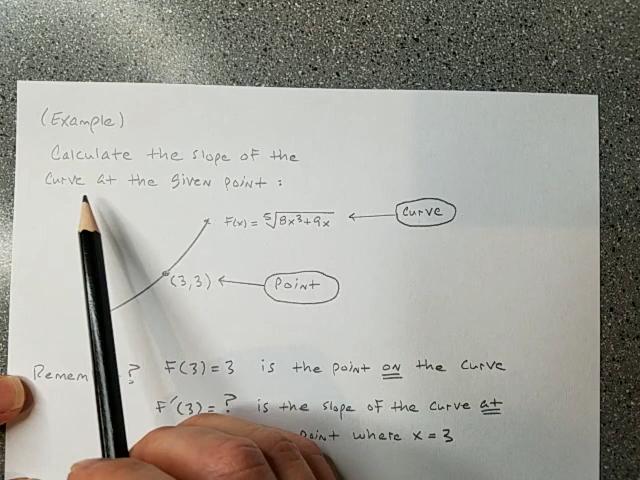 (Example)
Calculate the slope of the
curve at the given point :
F(x) = ⁵√8x³+9x
Curve
(3,3)
Point
F(3) = 3 is the point on the curve
F′(3) = ? is the slope of the curve at
point where x = 3